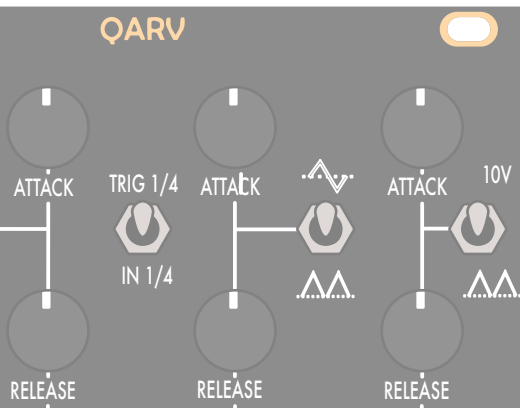 QARV
ATTACK
TRIG 1/4
ATTACK
ATTACK
10V
IN 1/4
RELEASE
RELEASE
RELEASE